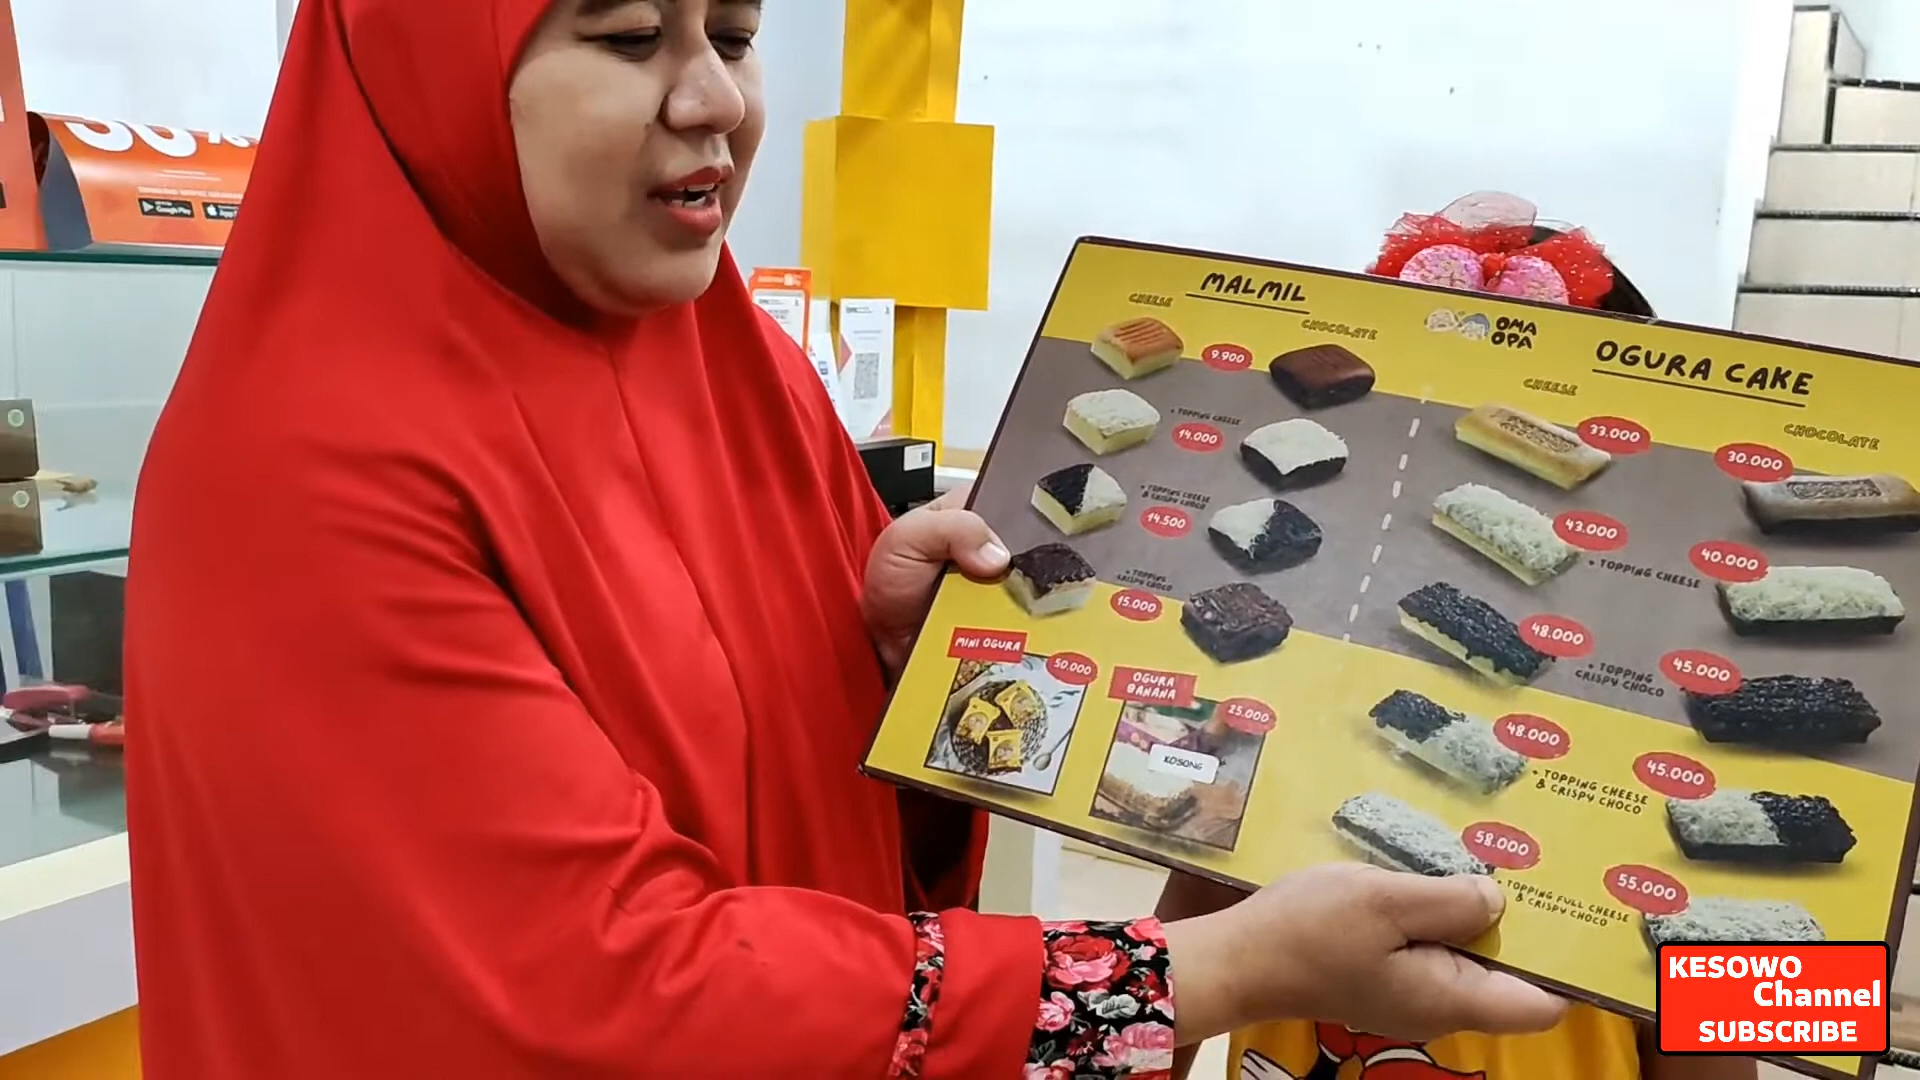 Google Play
MALMIL
CHEESE
CHOCOLATE
9.900
+ TOPPING CHEESE
14.000
+ TOPPING CHEESE
& CRISPY CHOCO
14.500
+ TOPPING
CRISPY CHOCO
15.000
MINI OGURA
50.000
OGURA
BANANA
25.000
KOSONG
OMA
OPA
OGURA CAKE
CHEESE
CHOCOLATE
33.000
30.000
43.000
40.000
+ TOPPING CHEESE
48.000
45.000
+ TOPPING
CRISPY CHOCO
48.000
45.000
+ TOPPING CHEESE
& CRISPY CHOCO
58.000
55.000
+ TOPPING FULL CHEESE
& CRISPY CHOCO
KESOWO
Channel
SUBSCRIBE